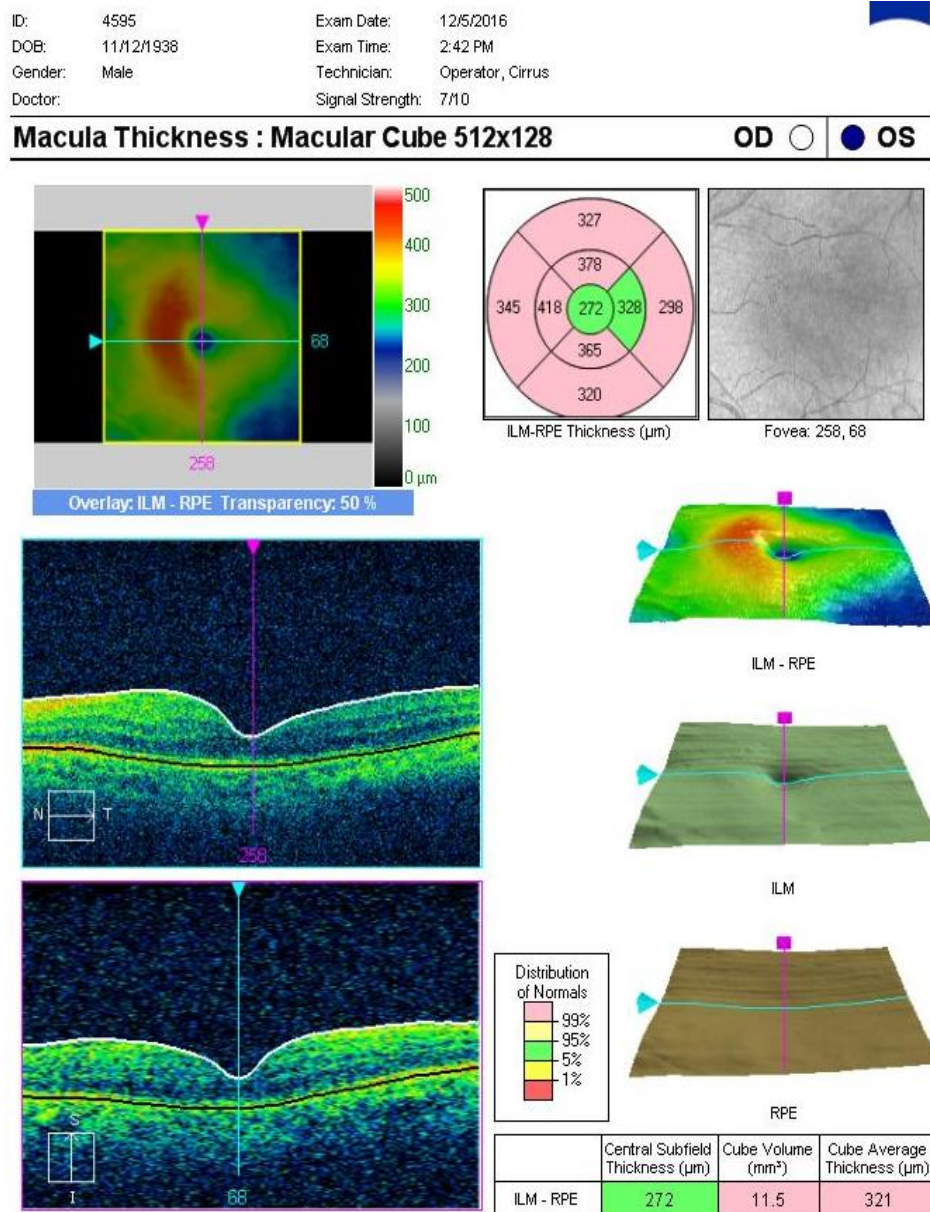 ID: 4595 Exam Date: 12/5/2016
DOB: 11/12/1938 Exam Time: 2:42 PM
Gender: Male Technician: Operator, Cirrus
Doctor: Signal Strength: 7/10
Macula Thickness : Macular Cube 512x128 OD OS
500
400
300
200
100
0 µm
68
258
Overlay: ILM - RPE Transparency: 50 %
327
378
345 418 272 328 298
365
320
ILM-RPE Thickness (µm)
Fovea: 258, 68
ILM - RPE
N T
258
ILM
S
I
68
Distribution
of Normals
99%
95%
5%
1%
RPE
Central Subfield Thickness (µm) Cube Volume (mm³) Cube Average Thickness (µm)
ILM - RPE 272 11.5 321